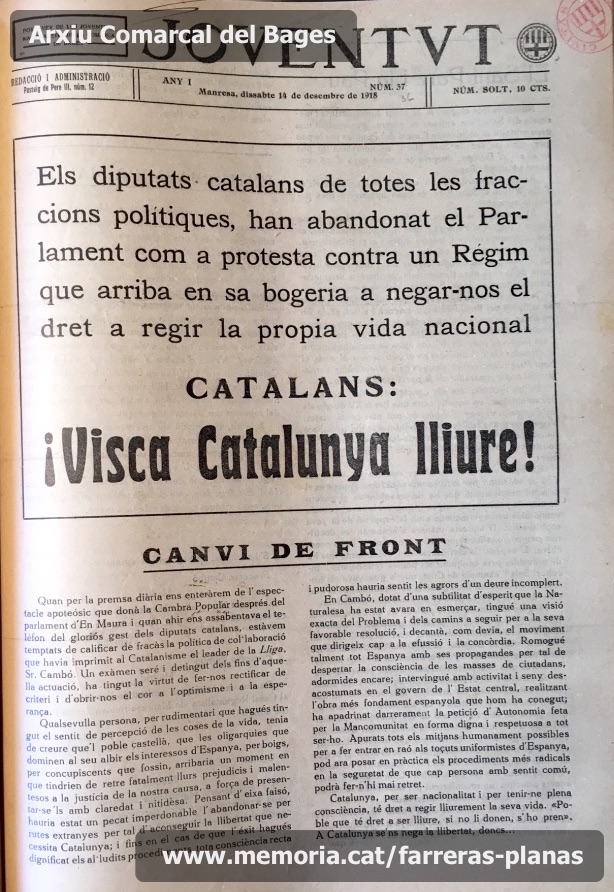 Arxiu Comarcal del Bages
JOVENTVT
REDACCIÓ I ADMINISTRACIÓ
Passeig de Pere III, núm. 12
ANY I
NÚM. 37
Manresa, dissabte 14 de desembre de 1918
NÚM. SOLT, 10 CTS.
Els diputats catalans de totes les frac-
cions polítiques, han abandonat el Par-
lament com a protesta contra un Régim
que arriba en sa bogeria a negar-nos el
dret a regir la propia vida nacional
CATALANS:
¡Visca Catalunya lliure!
CANVI DE FRONT
Quan per la premsa diària ens enteràrem de l'espec-
tacle apoteósic que donà la Cambra Popular després del
parlament d'En Maura i quan ahir ens assabentava el te-
lèfon del gloriós gest dels diputats catalans, estàvem
temptats de calificar de fracàs la política de col·laboració
que havia imprimit al Catalanisme el leader de la Lliga,
Sr. Cambó. Un exàmen seré i detingut dels fins d'aque-
lla actuació, ha tingut la virtut de fer-nos rectificar de
criteri i d'obrir-nos el cor a l'optimisme i a la espe-
rança.
Qualsevulla persona, per rudimentari que hagués tin-
gut el sentit de percepció de les coses de la vida, tenia
de creure que'l poble castellà, que les oligarquies que
dominen al seu albir els interessos d'Espanya, per boigs,
per concupiscents que fossin, arribaria un moment en
que tindrien de retre fatalment llurs prejudicis i malen-
tesos a la justicia de la nostra causa, a força de presen-
tar-se'ls amb claredat i nitidèsa. Pensant d'eixa faisó,
hauria estat un pecat imperdonable l'abandonar-se per
rutes extranyes per tal d'aconseguir la llibertat que ne-
cessita Catalunya; i fins en el cas de que l'éxit hagués
dignificat els al·ludits procediments, tota consciència recta
i pudorosa hauria sentit les agrors d'un deure incomplert.
En Cambó, dotat d'una subtilitat d'esperit que la Na-
turalesa ha estat avara en esmerçar, tingué una visió
exacta del Problema i dels camins a seguir per a la seva
favorable resolució, i decantà, com devia, el moviment
que dirigeix cap a la efussió i la concòrdia. Romogué
talment tot Espanya amb ses propagandes per tal de
despertar la consciència de les masses de ciutadans,
adormides encare; intervingué amb activitat i seny des-
acostumats en el govern de l'Estat central, realitzant
l'obra més fondament espanyola que hom ha conegut;
ha apadrinat darrerament la petició d'Autonomia feta
per la Mancomunitat en forma digna i respetuosa a tot
ser-ho. Apurats tots els mitjans humanament possibles
per a fer entrar en raó als toçuts uniformistes d'Espanya,
pod ara posar en pràctica els procediments més radicals
en la seguretat de que cap persona amb sentit comú,
podrà fer-n'hi mai retret.
Catalunya, per ser nacionalitat i per tenir-ne plena
consciència, té dret a regir lliurement la seva vida. «Po-
ble que té dret a ser lliure, si no li donen, s'ho pren».
A Catalunya se'ns nega la llibertat, doncs...
www.memoria.cat/farreras-planas